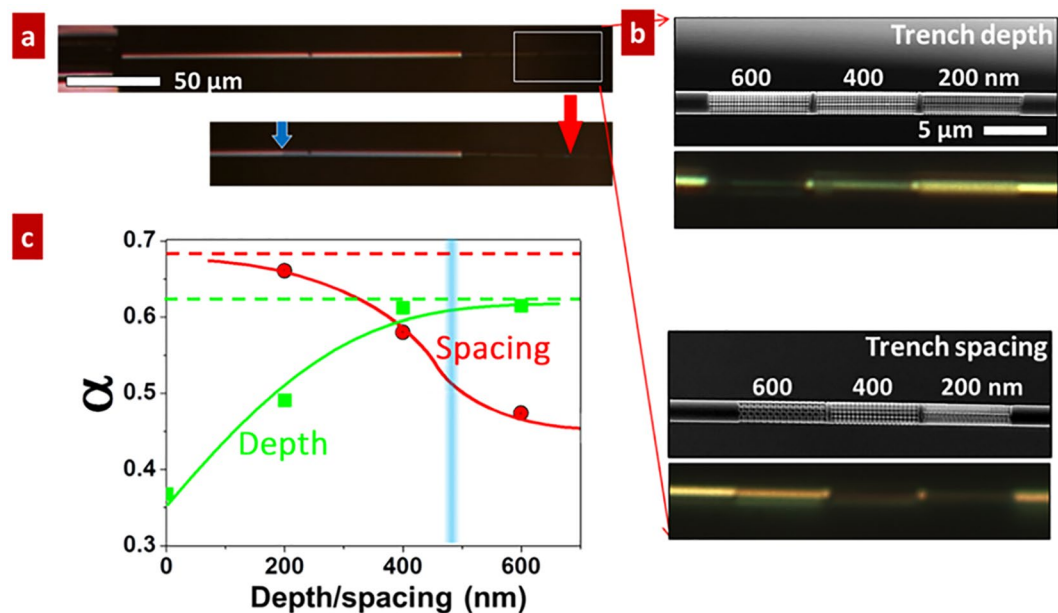 a
50 µm
b
Trench depth
600 400 200 nm
5 µm
Trench spacing
600 400 200 nm
c
0.7
0.6
0.5
0.4
0.3
α
Spacing
Depth
0 200 400 600
Depth/spacing (nm)